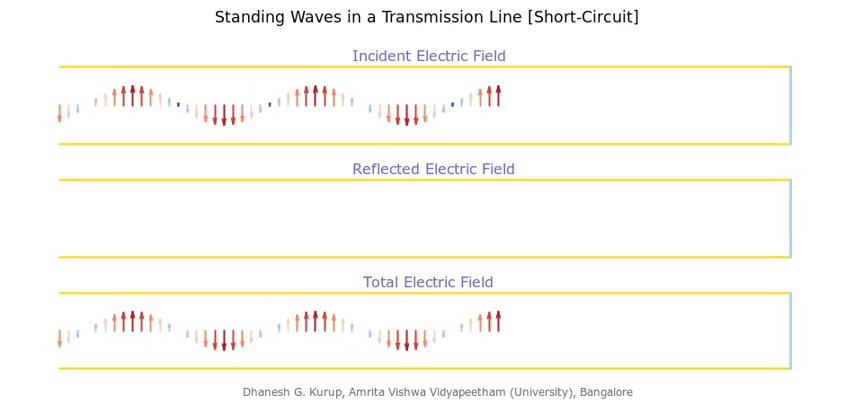 Standing Waves in a Transmission Line [Short-Circuit]
Incident Electric Field
Reflected Electric Field
Total Electric Field
Dhanesh G. Kurup, Amrita Vishwa Vidyapeetham (University), Bangalore